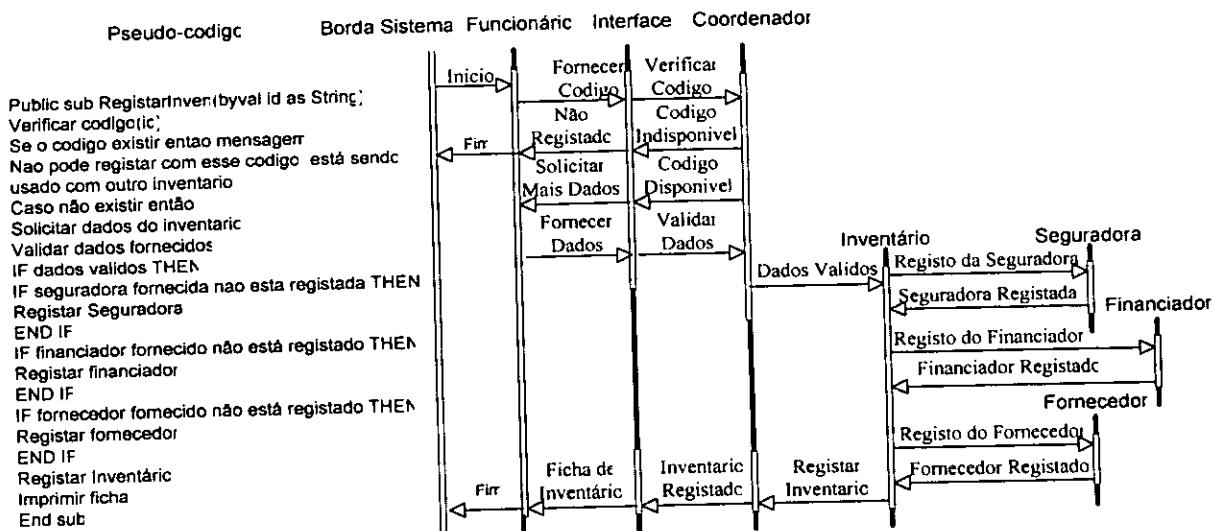 Pseudo-codigo
Borda Sistema Funcionário Interface Coordenador
Public sub RegistarInven(byval id as String)
Verificar codigo(id)
Se o codigo existir entao mensagem
Nao pode registar com esse codigo está sendo
usado com outro inventario
Caso não existir então
Solicitar dados do inventario
Validar dados fornecidos
IF dados validos THEN
IF seguradora fornecida nao esta registada THEN
Registar Seguradora
END IF
IF financiador fornecido não está registado THEN
Registar financiador
END IF
IF fornecedor fornecido não está registado THEN
Registar fornecedor
END IF
Registar Inventário
Imprimir ficha
End sub
Inicio
Fornecer
Codigo
Verificar
Codigo
Não
Registado
Codigo
Indisponivel
Fim
Solicitar
Mais Dados
Codigo
Disponivel
Fornecer
Dados
Validar
Dados
Inventário
Seguradora
Dados Validos
Registo da Seguradora
Seguradora Registada
Financiador
Registo do Financiador
Financiador Registado
Fornecedor
Registo do Fornecedor
Fornecedor Registado
Registar
Inventario
Inventario
Registado
Ficha de
Inventário
Fim